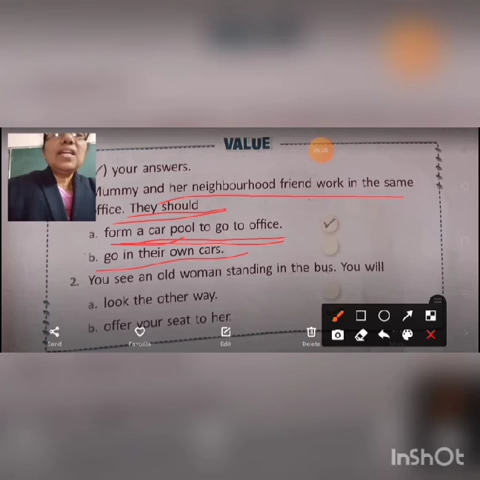 VALUE
) your answers.
Mummy and her neighbourhood friend work in the same
office. They should
a. form a car pool to go to office.
b. go in their own cars.
2. You see an old woman standing in the bus. You will
a. look the other way.
b. offer your seat to her.
Send
Favorite
Edit
Delete
InShOt